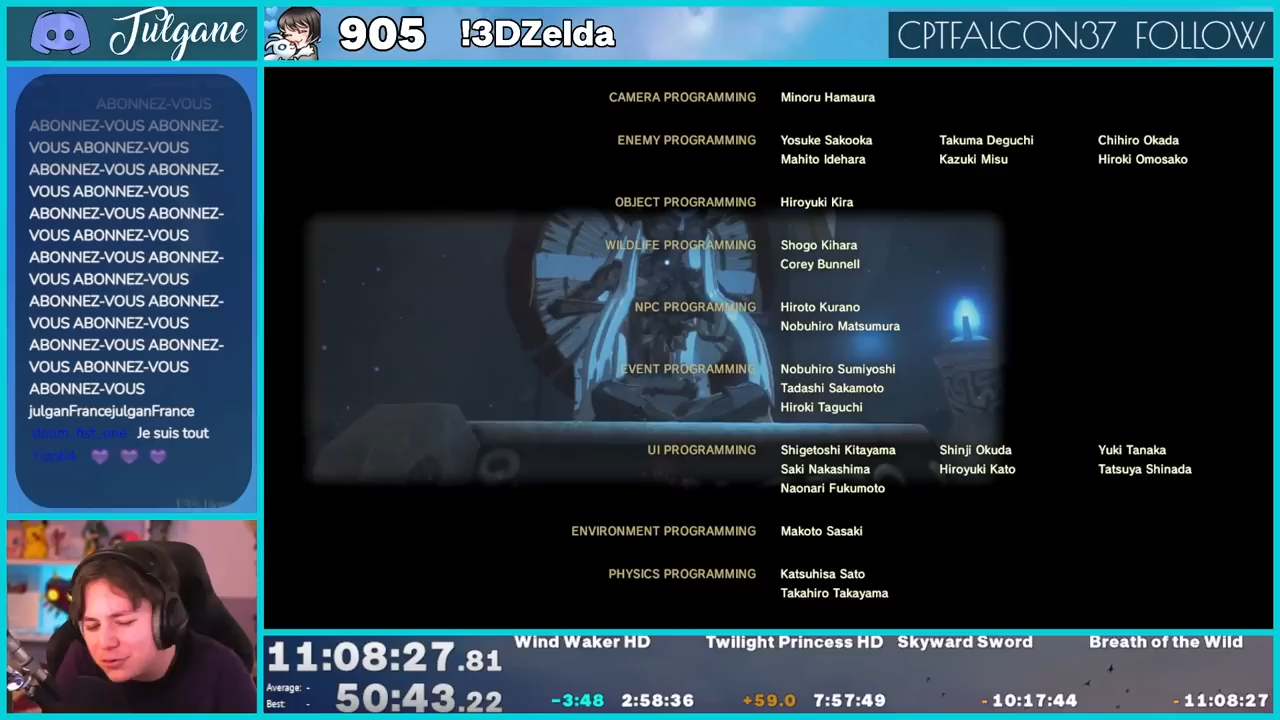 Julgane
905 !3DZelda
CPTFALCON37 FOLLOW
ABONNEZ-VOUS
ABONNEZ-VOUS ABONNEZ-
VOUS ABONNEZ-VOUS
ABONNEZ-VOUS ABONNEZ-
VOUS ABONNEZ-VOUS
ABONNEZ-VOUS ABONNEZ-
VOUS ABONNEZ-VOUS
ABONNEZ-VOUS ABONNEZ-
VOUS ABONNEZ-VOUS
ABONNEZ-VOUS ABONNEZ-
VOUS ABONNEZ-VOUS
ABONNEZ-VOUS ABONNEZ-
VOUS ABONNEZ-VOUS
ABONNEZ-VOUS
julganFrancejulganFrance
Je suis tout
CAMERA PROGRAMMING Minoru Hamaura
ENEMY PROGRAMMING Yosuke Sakooka Takuma Deguchi Chihiro Okada
Mahito Idehara Kazuki Misu Hiroki Omosako
OBJECT PROGRAMMING Hiroyuki Kira
WILDLIFE PROGRAMMING Shogo Kihara
Corey Bunnell
NPC PROGRAMMING Hiroto Kurano
Nobuhiro Matsumura
EVENT PROGRAMMING Nobuhiro Sumiyoshi
Tadashi Sakamoto
Hiroki Taguchi
UI PROGRAMMING Shigetoshi Kitayama Shinji Okuda Yuki Tanaka
Saki Nakashima Hiroyuki Kato Tatsuya Shinada
Naonari Fukumoto
ENVIRONMENT PROGRAMMING Makoto Sasaki
PHYSICS PROGRAMMING Katsuhisa Sato
Takahiro Takayama
11:08:27.81
Average: -
Best: -
50:43.22
Wind Waker HD Twilight Princess HD Skyward Sword Breath of the Wild
-3:48 2:58:36 +59.0 7:57:49 - 10:17:44 - 11:08:27